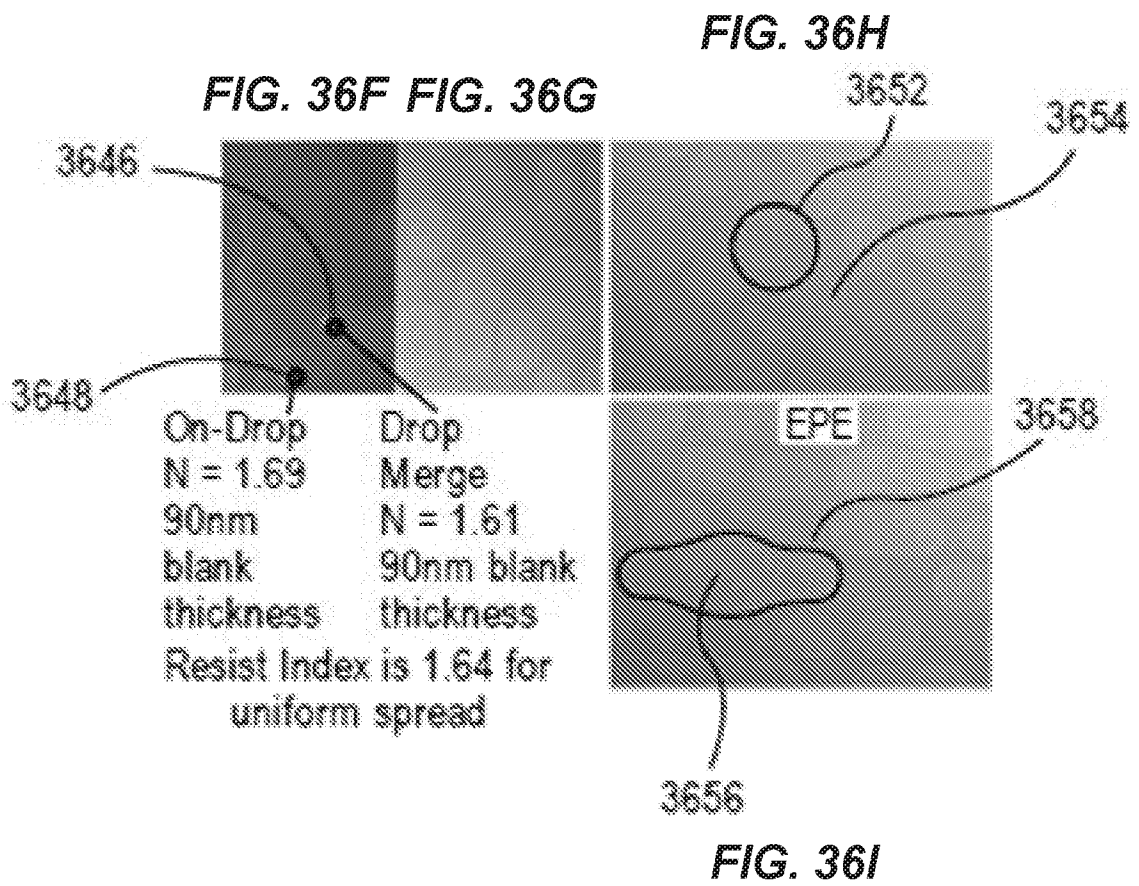 FIG. 36H
FIG. 36F FIG. 36G
3652
3654
3646
3648
On-Drop
N = 1.69
90nm
blank
thickness
Drop
Merge
N = 1.61
90nm blank
thickness
Resist Index is 1.64 for
uniform spread
EPE
3658
3656
FIG. 36I